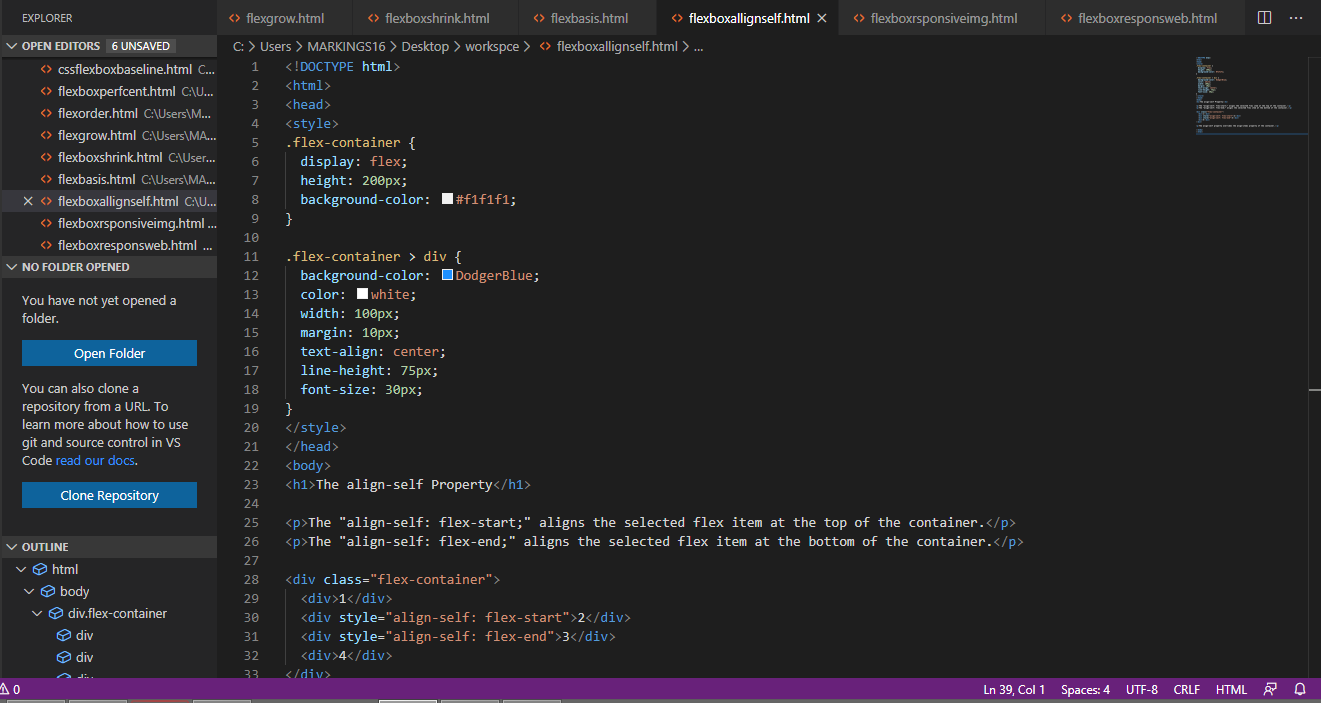 EXPLORER
OPEN EDITORS 6 UNSAVED
cssflexboxbaseline.html C...
flexboxperfcent.html C:\U...
flexorder.html C:\Users\M...
flexgrow.html C:\Users\MA...
flexboxshrink.html C:\User...
flexbasis.html C:\Users\MA...
flexboxallignself.html C:\U...
flexboxrsponsiveimg.html ...
flexboxresponsweb.html ...
NO FOLDER OPENED
You have not yet opened a
folder.
Open Folder
You can also clone a
repository from a URL. To
learn more about how to use
git and source control in VS
Code read our docs.
Clone Repository
OUTLINE
html
body
div.flex-container
div
div
flexgrow.html flexboxshrink.html flexbasis.html flexboxallignself.html flexboxrsponsiveimg.html flexboxresponsweb.html ...
C: > Users > MARKINGS16 > Desktop > workspce > flexboxallignself.html > ...
1 <!DOCTYPE html>
2 <html>
3 <head>
4 <style>
5 .flex-container {
6 display: flex;
7 height: 200px;
8 background-color: #f1f1f1;
9 }
10
11 .flex-container > div {
12 background-color: DodgerBlue;
13 color: white;
14 width: 100px;
15 margin: 10px;
16 text-align: center;
17 line-height: 75px;
18 font-size: 30px;
19 }
20 </style>
21 </head>
22 <body>
23 <h1>The align-self Property</h1>
24
25 <p>The "align-self: flex-start;" aligns the selected flex item at the top of the container.</p>
26 <p>The "align-self: flex-end;" aligns the selected flex item at the bottom of the container.</p>
27
28 <div class="flex-container">
29 <div>1</div>
30 <div style="align-self: flex-start">2</div>
31 <div style="align-self: flex-end">3</div>
32 <div>4</div>
33 </div>
0 Ln 39, Col 1 Spaces: 4 UTF-8 CRLF HTML